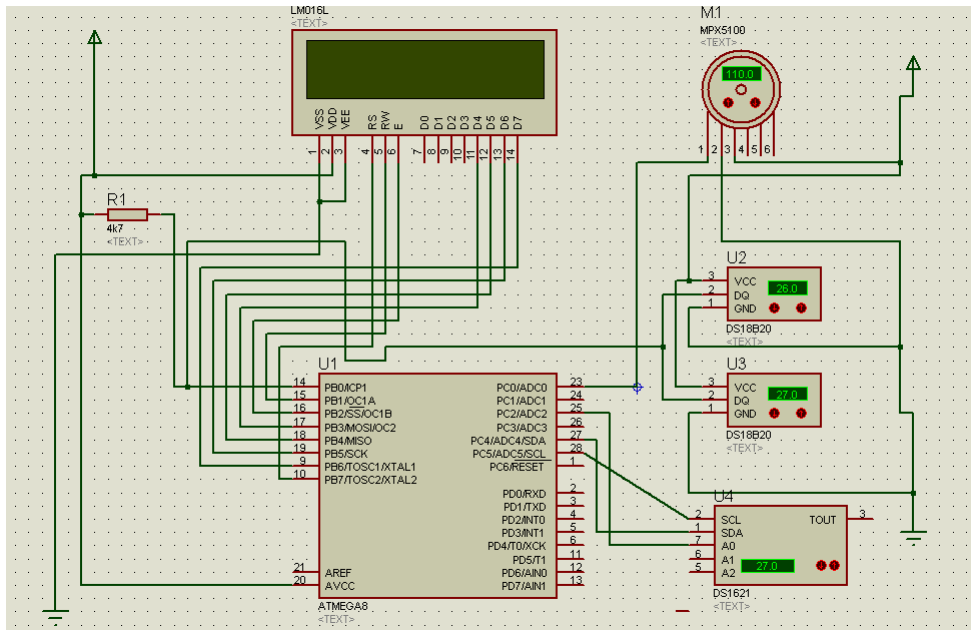 LM016L
<TEXT>
VSS
VDD
VEE
RS
RW
E
D0
D1
D2
D3
D4
D5
D6
D7
1
2
3
4
5
6
7
8
9
10
11
12
13
14
M1
MPX5100
<TEXT>
110.0
1 2 3 4 5 6
R1
4k7
<TEXT>
U2
3 VCC
2 DQ 26.0
1 GND
DS18B20
<TEXT>
U3
3 VCC
2 DQ 27.0
1 GND
DS18B20
<TEXT>
U1
14 PB0/ICP1
15 PB1/OC1A
16 PB2/SS/OC1B
17 PB3/MOSI/OC2
18 PB4/MISO
19 PB5/SCK
9 PB6/TOSC1/XTAL1
10 PB7/TOSC2/XTAL2
21 AREF
20 AVCC
PC0/ADC0 23
PC1/ADC1 24
PC2/ADC2 25
PC3/ADC3 26
PC4/ADC4/SDA 27
PC5/ADC5/SCL 28
PC6/RESET 1
PD0/RXD 2
PD1/TXD 3
PD2/INT0 4
PD3/INT1 5
PD4/T0/XCK 6
PD5/T1 11
PD6/AIN0 12
PD7/AIN1 13
ATMEGA8
<TEXT>
U4
2 SCL TOUT 3
1 SDA
7 A0
6 A1
5 A2 27.0
DS1621
<TEXT>